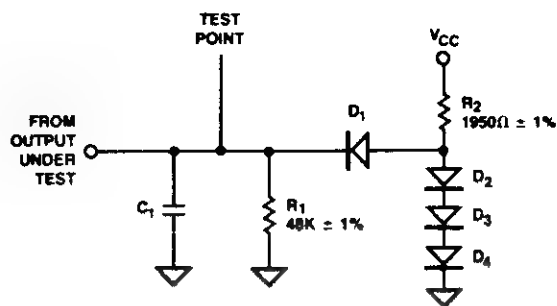 TEST
POINT
VCC
FROM
OUTPUT
UNDER
TEST
D1
R2
1950Ω ± 1%
C1
R1
48K ± 1%
D2
D3
D4